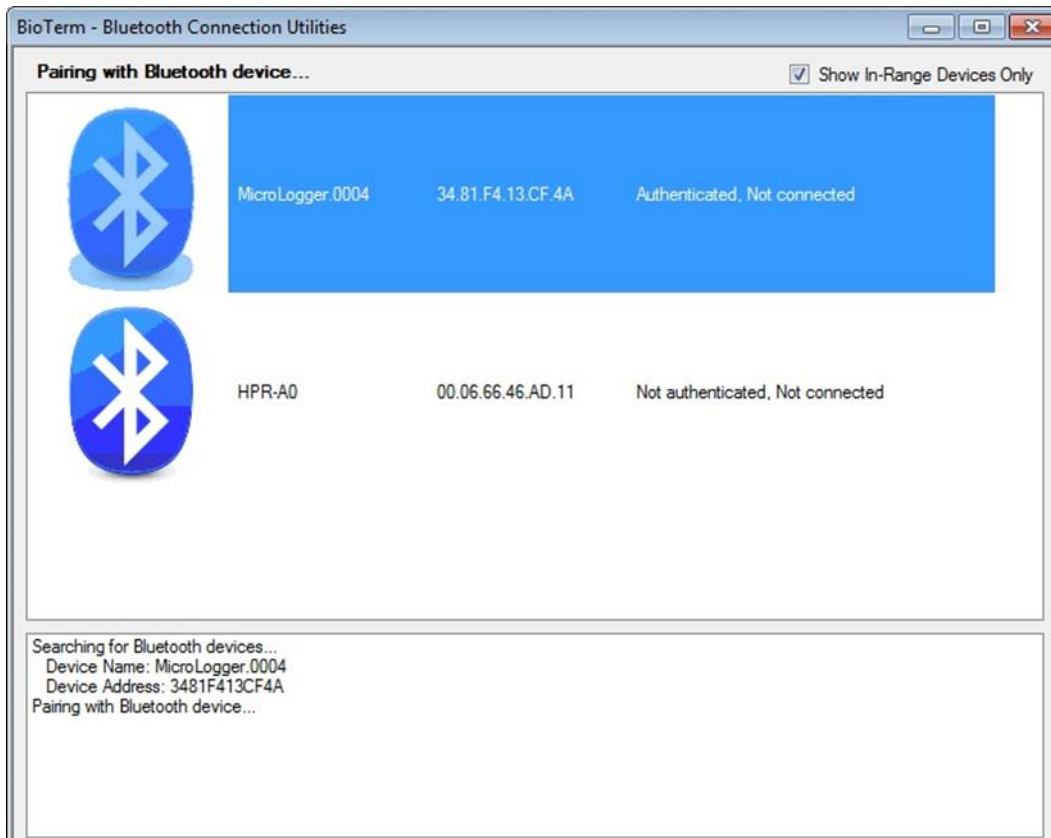 BioTerm - Bluetooth Connection Utilities
Pairing with Bluetooth device...
Show In-Range Devices Only
MicroLogger.0004 34.81.F4.13.CF.4A Authenticated, Not connected
HPR-A0 00.06.66.46.AD.11 Not authenticated, Not connected
Searching for Bluetooth devices...
Device Name: MicroLogger.0004
Device Address: 3481F413CF4A
Pairing with Bluetooth device...